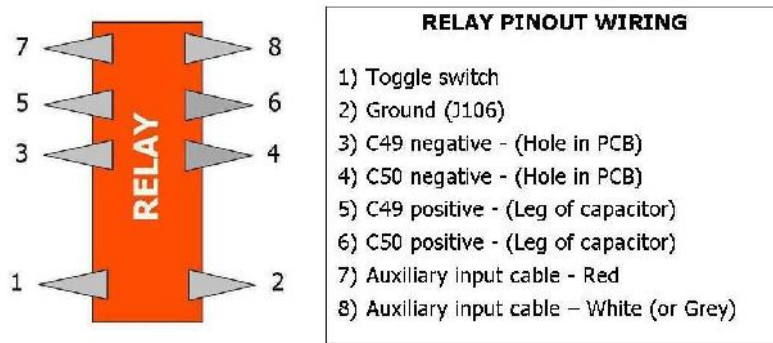 7
8
5
6
3
4
1
2
RELAY
RELAY PINOUT WIRING
1) Toggle switch
2) Ground (J106)
3) C49 negative - (Hole in PCB)
4) C50 negative - (Hole in PCB)
5) C49 positive - (Leg of capacitor)
6) C50 positive - (Leg of capacitor)
7) Auxiliary input cable - Red
8) Auxiliary input cable – White (or Grey)